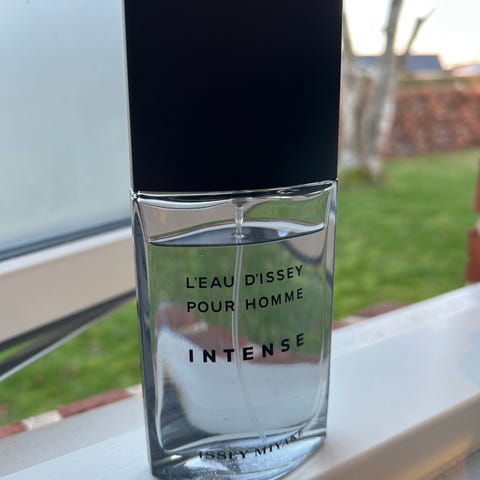 L'EAU D'ISSEY
POUR HOMME
INTENSE
ISSEY MIYAKE